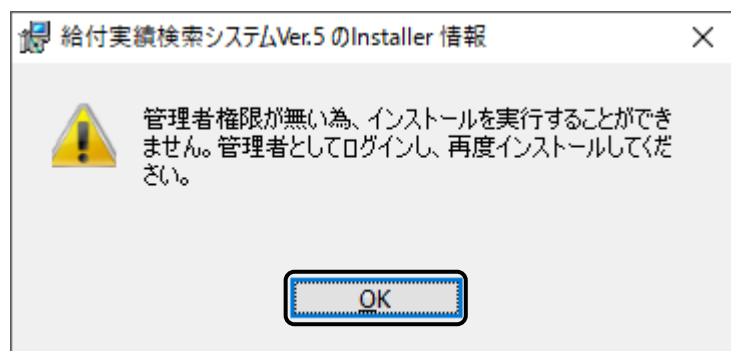 給付実績検索システムVer.5 のInstaller 情報
管理者権限が無い為、インストールを実行することができ
ません。管理者としてログインし、再度インストールしてくだ
さい。
OK